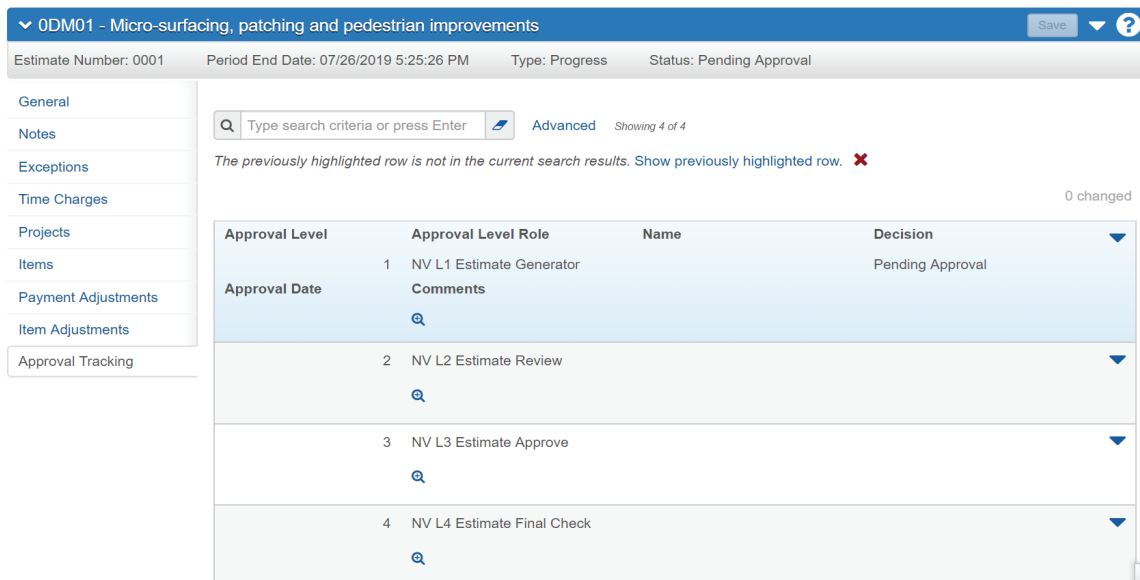 0DM01 - Micro-surfacing, patching and pedestrian improvements
Save
?
Estimate Number: 0001 Period End Date: 07/26/2019 5:25:26 PM Type: Progress Status: Pending Approval
General
Notes
Exceptions
Time Charges
Projects
Items
Payment Adjustments
Item Adjustments
Approval Tracking
Type search criteria or press Enter Advanced Showing 4 of 4
The previously highlighted row is not in the current search results. Show previously highlighted row.
0 changed
Approval Level Approval Level Role Name Decision
1 NV L1 Estimate Generator Pending Approval
Approval Date Comments
2 NV L2 Estimate Review
3 NV L3 Estimate Approve
4 NV L4 Estimate Final Check